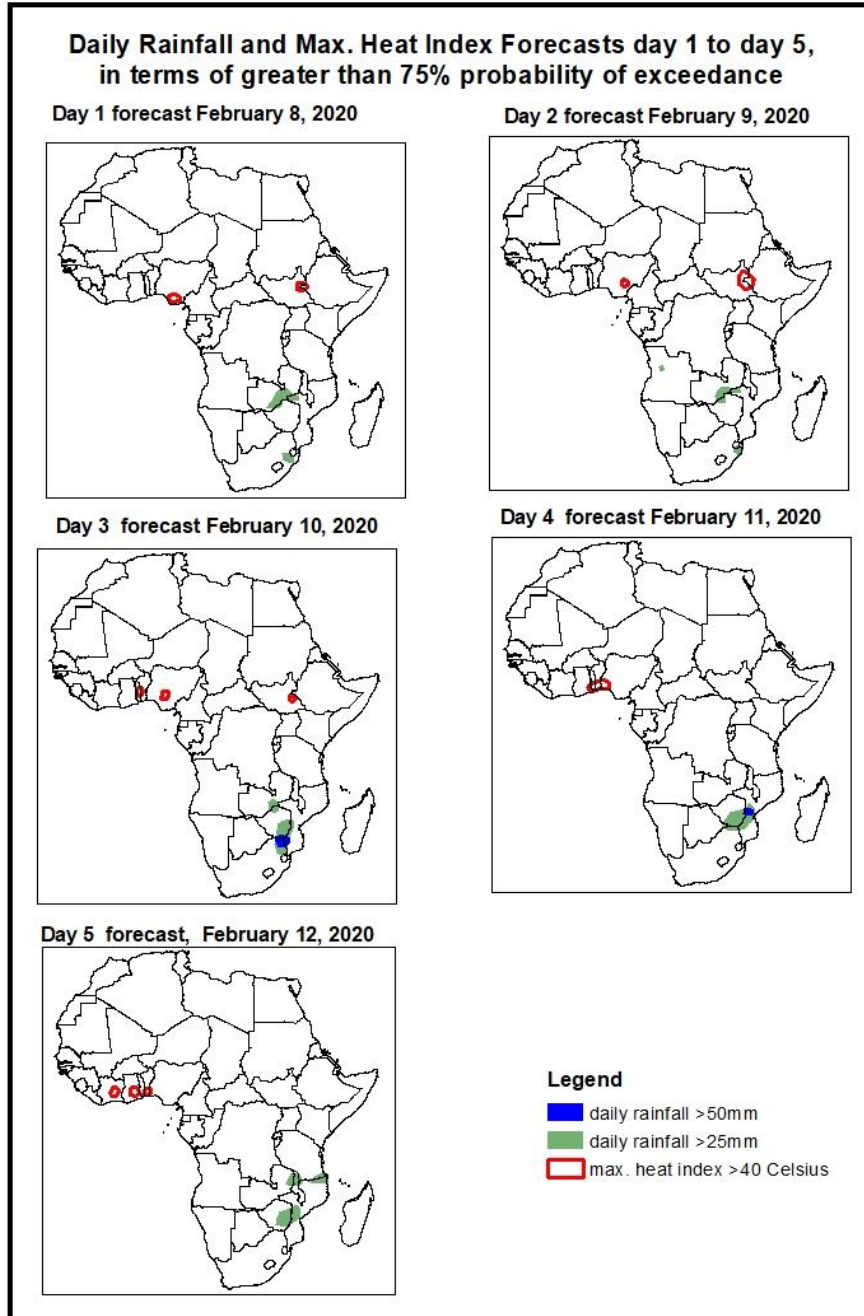 Daily Rainfall and Max. Heat Index Forecasts day 1 to day 5,
in terms of greater than 75% probability of exceedance
Day 1 forecast February 8, 2020
Day 2 forecast February 9, 2020
Day 3 forecast February 10, 2020
Day 4 forecast February 11, 2020
Day 5 forecast, February 12, 2020
Legend
daily rainfall >50mm
daily rainfall >25mm
max. heat index >40 Celsius